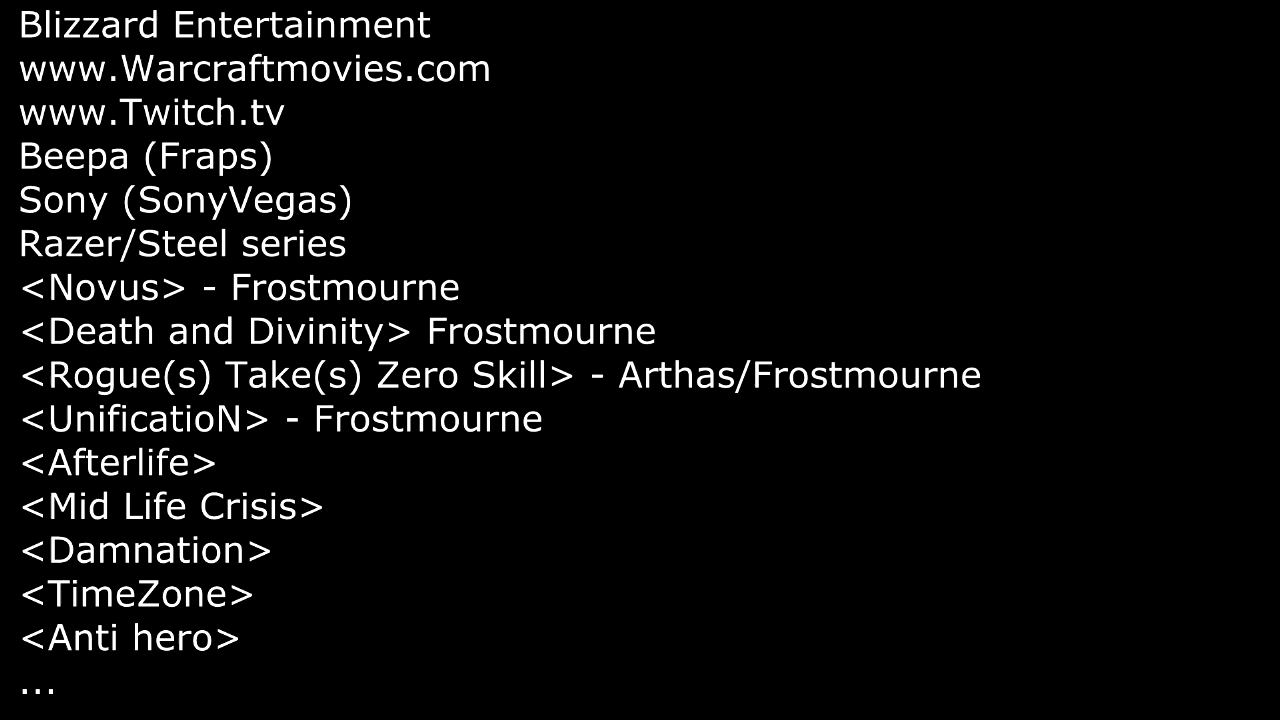 Blizzard Entertainment
www.Warcraftmovies.com
www.Twitch.tv
Beepa (Fraps)
Sony (SonyVegas)
Razer/Steel series
<Novus> - Frostmourne
<Death and Divinity> Frostmourne
<Rogue(s) Take(s) Zero Skill> - Arthas/Frostmourne
<UnificatioN> - Frostmourne
<Afterlife>
<Mid Life Crisis>
<Damnation>
<TimeZone>
<Anti hero>
...